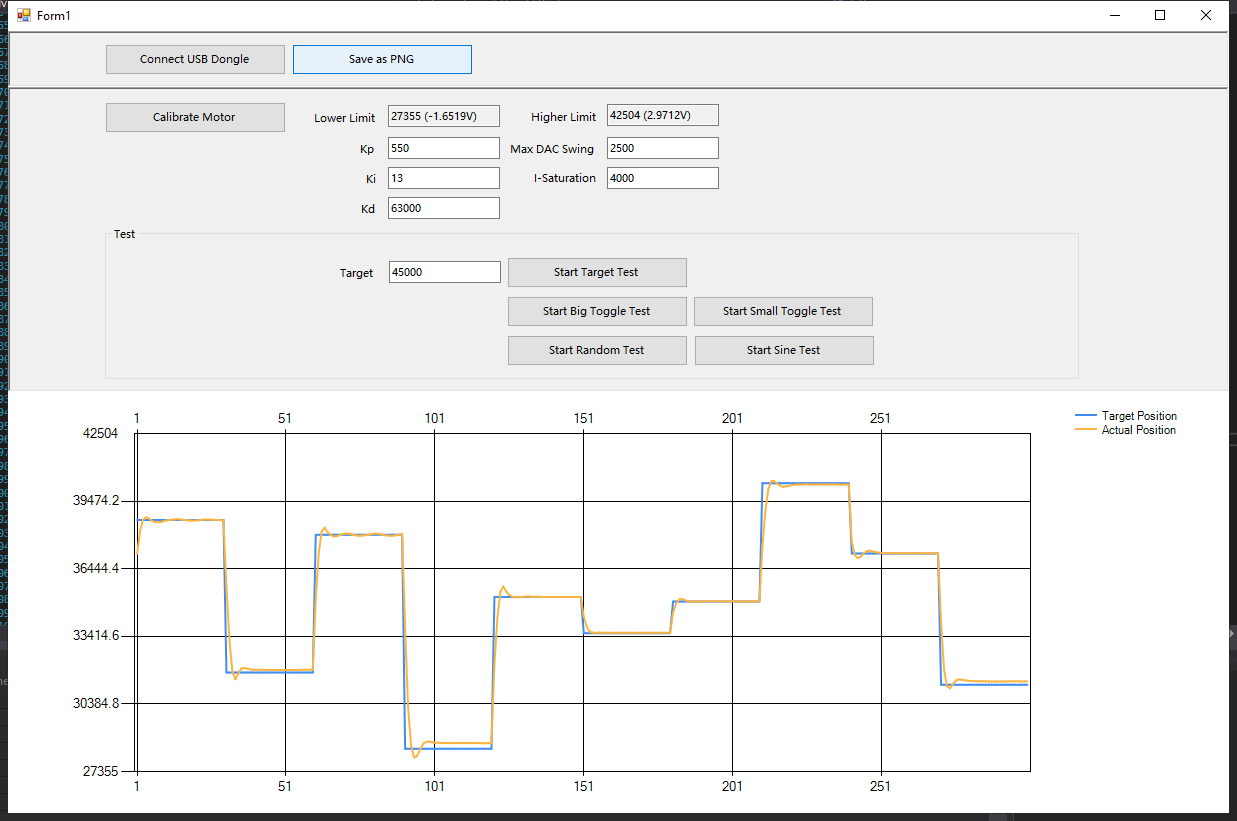 Form1
Connect USB Dongle Save as PNG
Calibrate Motor Lower Limit 27355 (-1.6519V) Higher Limit 42504 (2.9712V)
Kp 550 Max DAC Swing 2500
Ki 13 I-Saturation 4000
Kd 63000
Test
Target 45000 Start Target Test
Start Big Toggle Test Start Small Toggle Test
Start Random Test Start Sine Test
1 51 101 151 201 251
Target Position
Actual Position
42504
39474.2
36444.4
33414.6
30384.8
27355
1 51 101 151 201 251